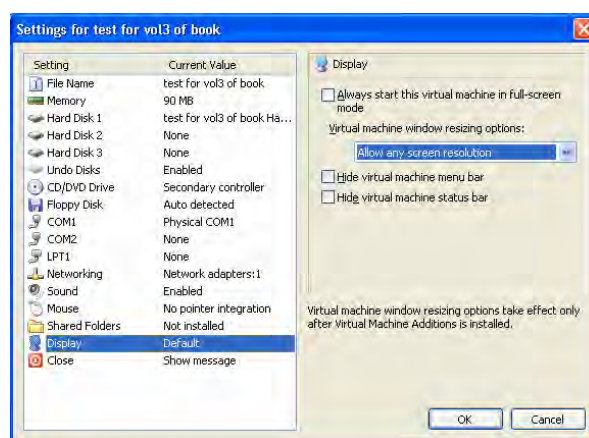 Settings for test for vol3 of book
Setting Current Value
File Name test for vol3 of book
Memory 90 MB
Hard Disk 1 test for vol3 of book Ha...
Hard Disk 2 None
Hard Disk 3 None
Undo Disks Enabled
CD/DVD Drive Secondary controller
Floppy Disk Auto detected
COM1 Physical COM1
COM2 None
LPT1 None
Networking Network adapters:1
Sound Enabled
Mouse No pointer integration
Shared Folders Not installed
Display Default
Close Show message
Display
Always start this virtual machine in full-screen
mode
Virtual machine window resizing options:
Allow any screen resolution
Hide virtual machine menu bar
Hide virtual machine status bar
Virtual machine window resizing options take effect only
after Virtual Machine Additions is installed.
OK Cancel